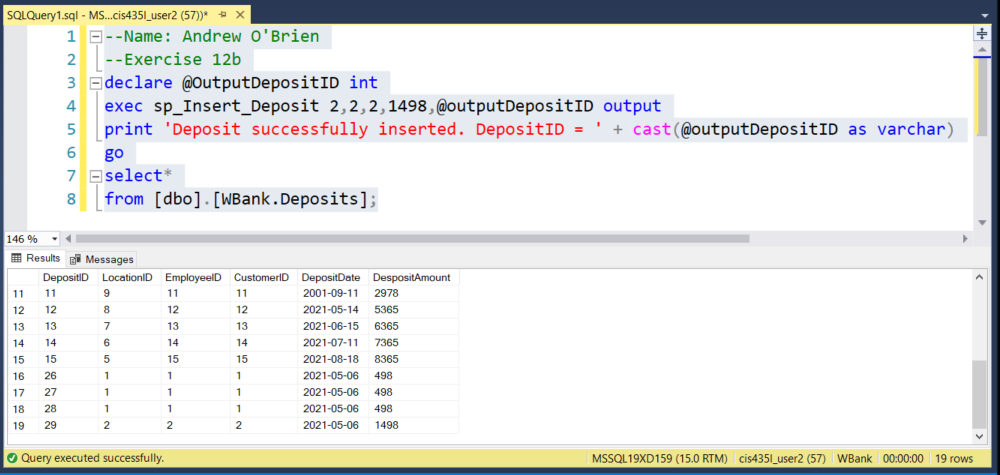 SQLQuery1.sql - MS...cis435l_user2 (57))*
1 --Name: Andrew O'Brien
2 --Exercise 12b
3 declare @OutputDepositID int
4 exec sp_Insert_Deposit 2,2,2,1498,@outputDepositID output
5 print 'Deposit successfully inserted. DepositID = ' + cast(@outputDepositID as varchar)
6 go
7 select*
8 from [dbo].[WBank.Deposits];
146 %
Results Messages
DepositID LocationID EmployeeID CustomerID DepositDate DespositAmount
11 11 9 11 11 2001-09-11 2978
12 12 8 12 12 2021-05-14 5365
13 13 7 13 13 2021-06-15 6365
14 14 6 14 14 2021-07-11 7365
15 15 5 15 15 2021-08-18 8365
16 26 1 1 1 2021-05-06 498
17 27 1 1 1 2021-05-06 498
18 28 1 1 1 2021-05-06 498
19 29 2 2 2 2021-05-06 1498
Query executed successfully. MSSQL19XD159 (15.0 RTM) cis435l_user2 (57) WBank 00:00:00 19 rows